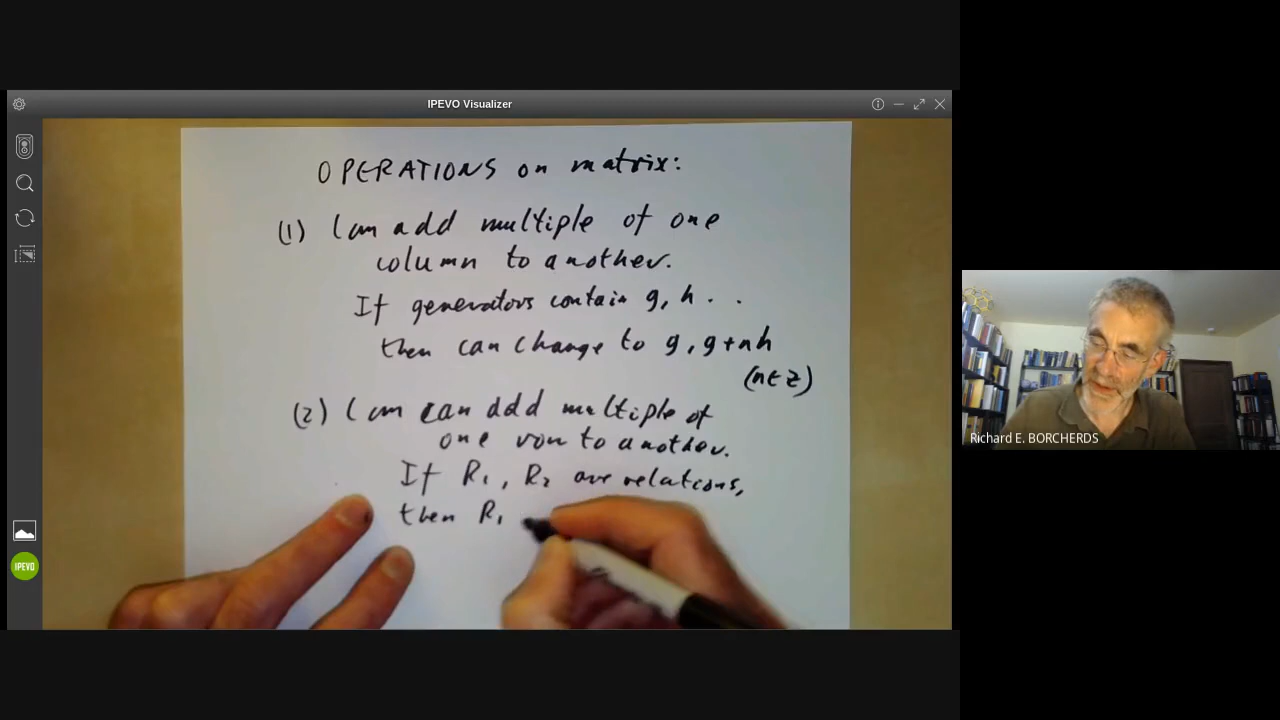 IPEVO Visualizer
OPERATIONS on matrix:
(1) Can add multiple of one
column to another.
If generators contain g, h . .
then can change to g, g+nh
(n∈Z)
(2) Can can add multiple of
one row to another.
If R1, R2 are relations,
then R1
IPEVO
Richard E. BORCHERDS